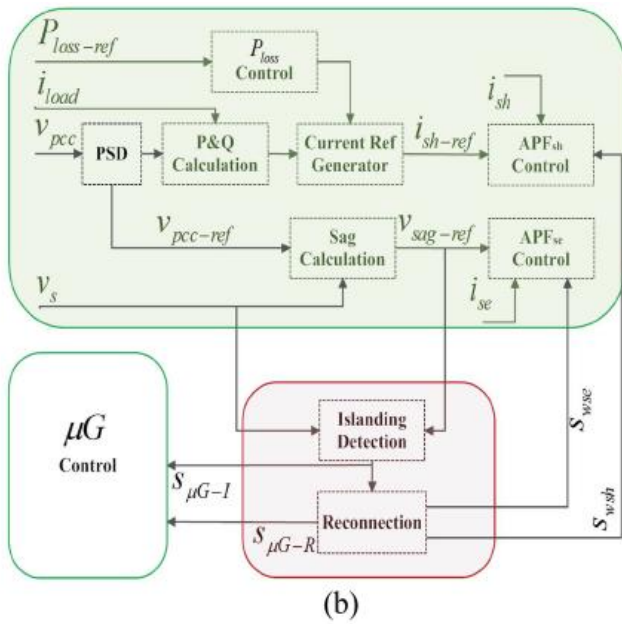 P_loss-ref
P_loss
Control
i_load
i_sh
v_pcc
PSD
P&Q
Calculation
Current Ref
Generator
i_sh-ref
APF_sh
Control
v_pcc-ref
Sag
Calculation
v_sag-ref
APF_se
Control
v_s
i_se
μG
Control
Islanding
Detection
s_μG-I
Reconnection
s_μG-R
s_wse
s_wsh
(b)